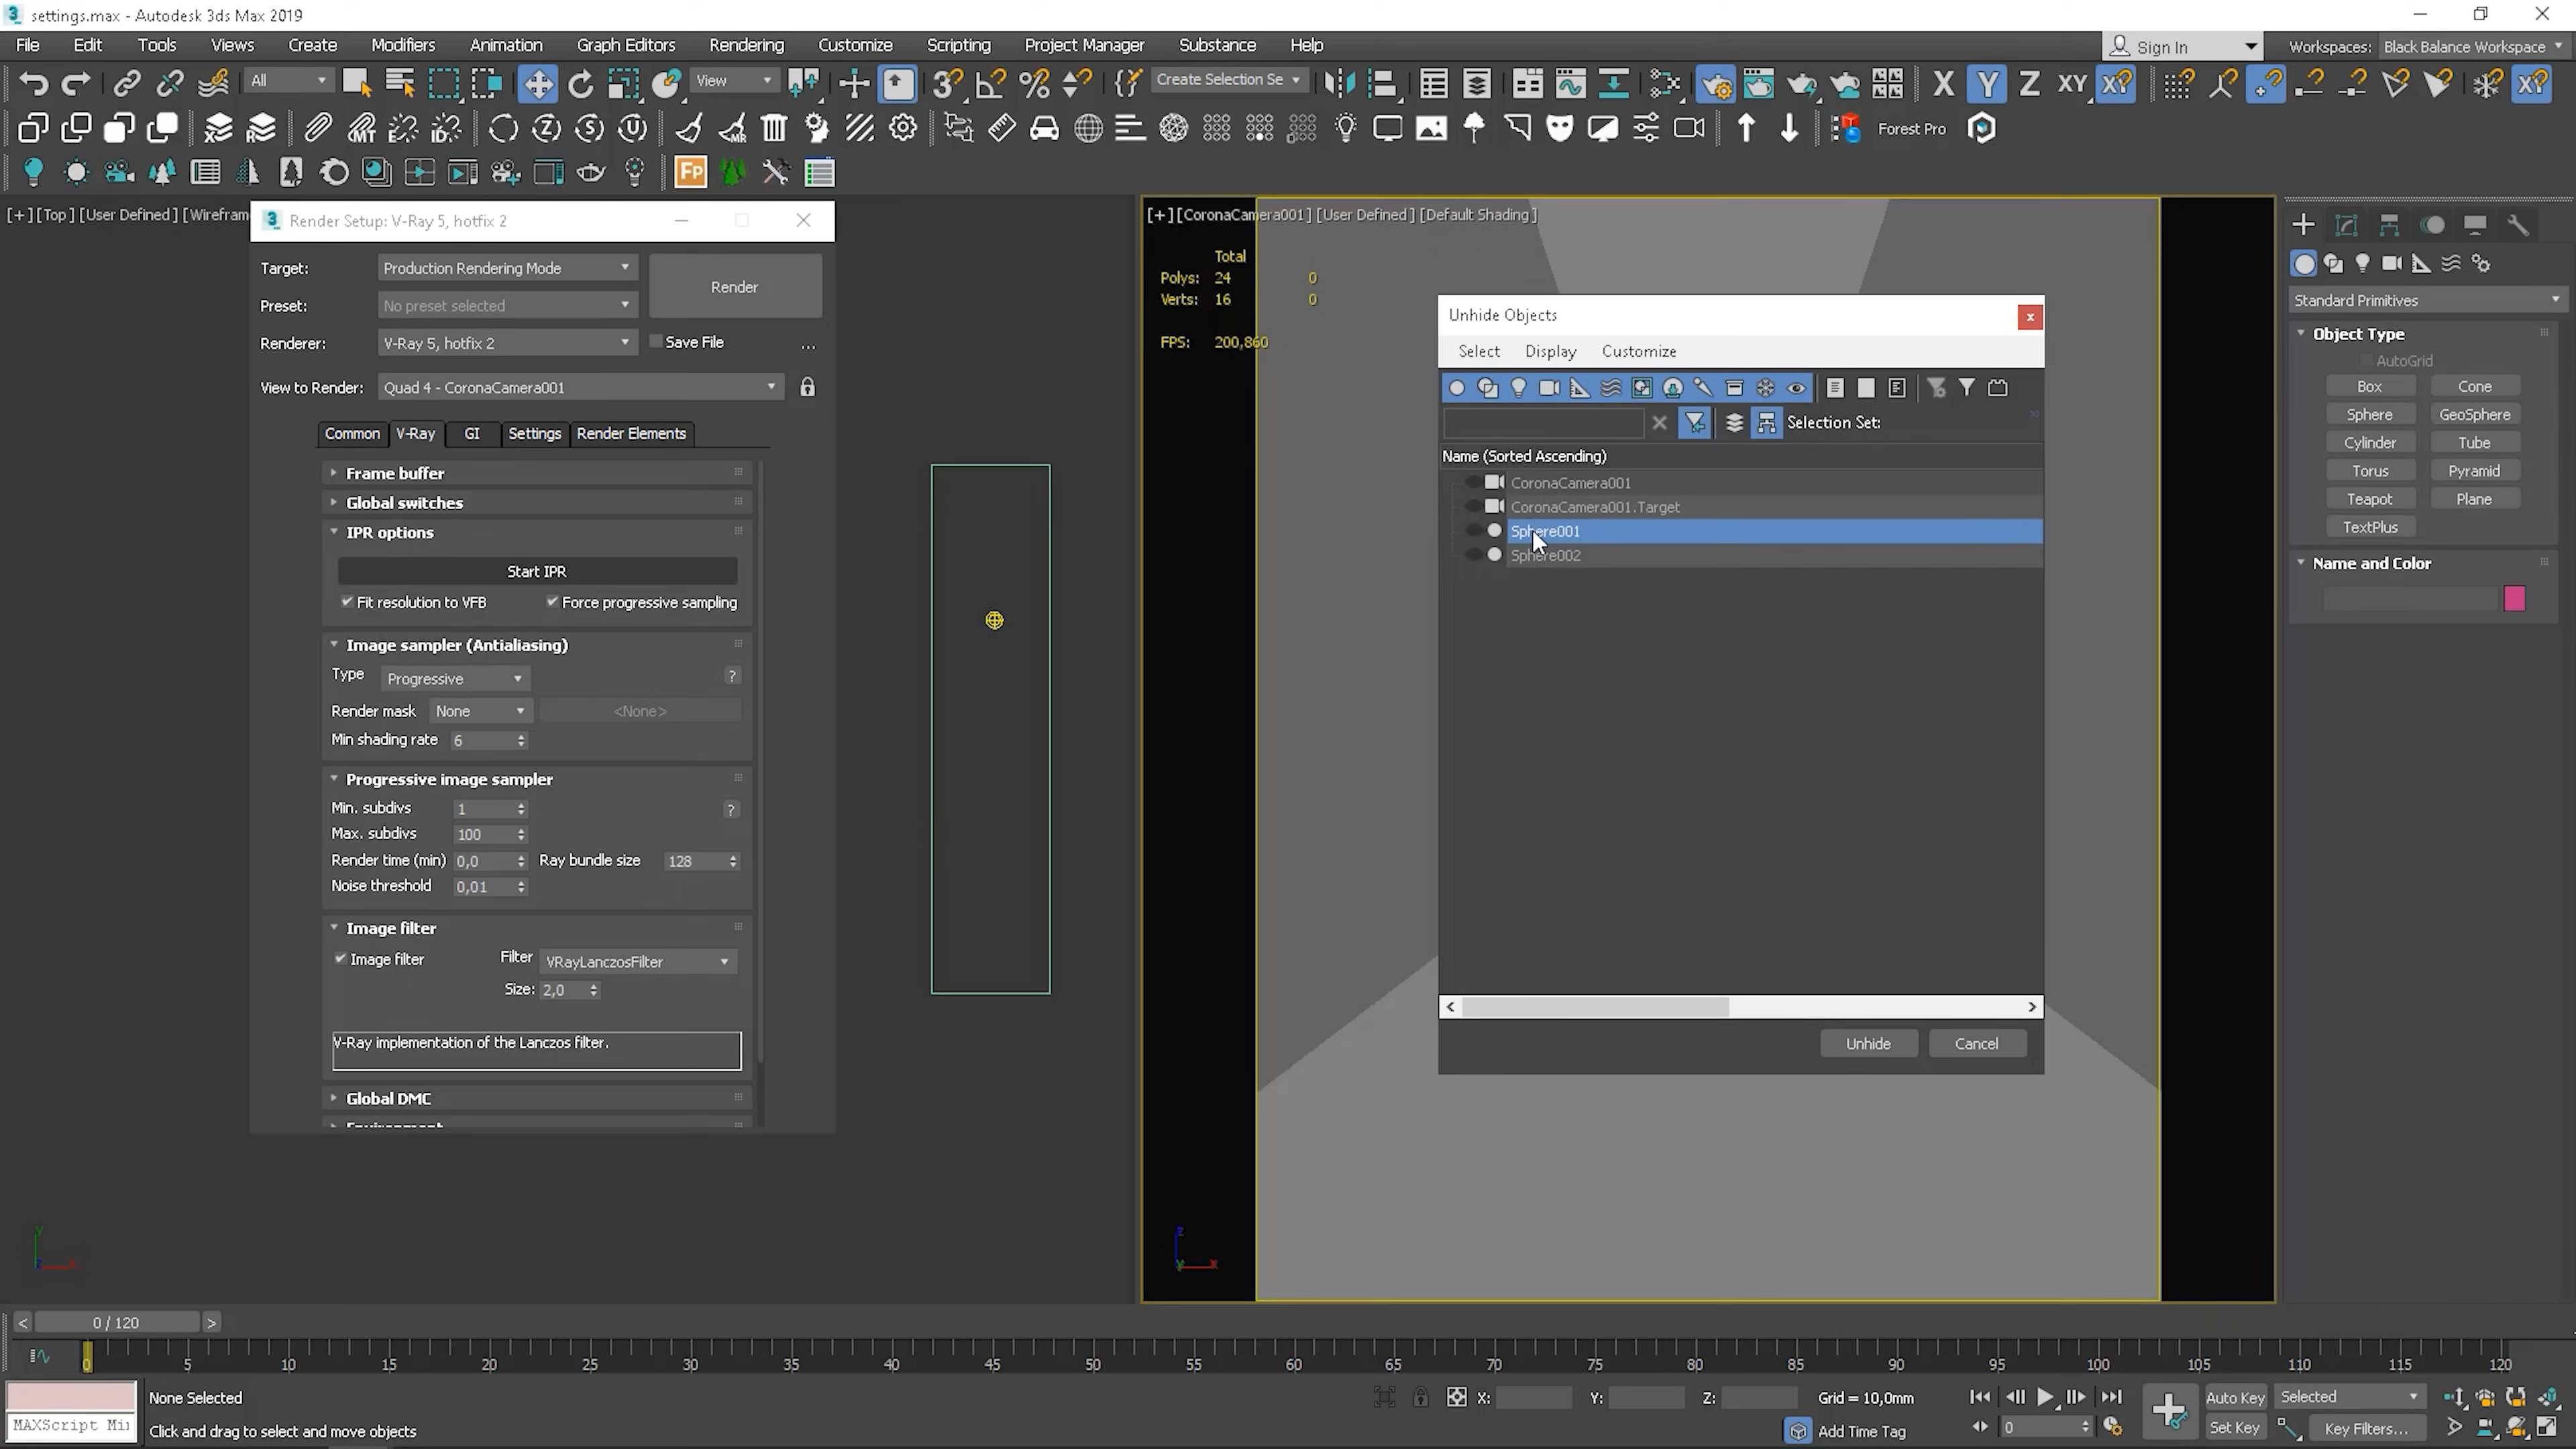 settings.max - Autodesk 3ds Max 2019
File Edit Tools Views Create Modifiers Animation Graph Editors Rendering Customize Scripting Project Manager Substance Help
Sign In Workspaces: Black Balance Workspace
All View Create Selection Se X Y Z XY
Forest Pro
Fp
[+] [Top ] [User Defined ] [Wirefram
Render Setup: V-Ray 5, hotfix 2
Target: Production Rendering Mode
Render
Preset: No preset selected
Renderer: V-Ray 5, hotfix 2 Save File ...
View to Render: Quad 4 - CoronaCamera001
Common V-Ray GI Settings Render Elements
Frame buffer
Global switches
IPR options
Start IPR
Fit resolution to VFB Force progressive sampling
Image sampler (Antialiasing)
Type Progressive ?
Render mask None <None>
Min shading rate 6
Progressive image sampler
Min. subdivs 1 ?
Max. subdivs 100
Render time (min) 0,0 Ray bundle size 128
Noise threshold 0,01
Image filter
Image filter Filter VRayLanczosFilter
Size: 2,0
V-Ray implementation of the Lanczos filter.
Global DMC
[+] [CoronaCamera001] [User Defined ] [Default Shading ]
Total
Polys: 24 0
Verts: 16 0
FPS: 200,860
Unhide Objects
Select Display Customize
Selection Set:
Name (Sorted Ascending)
CoronaCamera001
CoronaCamera001.Target
Sphere001
Sphere002
Unhide Cancel
Standard Primitives
Object Type
AutoGrid
Box Cone
Sphere GeoSphere
Cylinder Tube
Torus Pyramid
Teapot Plane
TextPlus
Name and Color
< 0 / 120 >
0 5 10 15 20 25 30 35 40 45 50 55 60 65 70 75 80 85 90 95 100 105 110 115 120
None Selected X: Y: Z: Grid = 10,0mm Auto Key Selected
MAXScript Mi
Click and drag to select and move objects Add Time Tag 0 Set Key Key Filters...